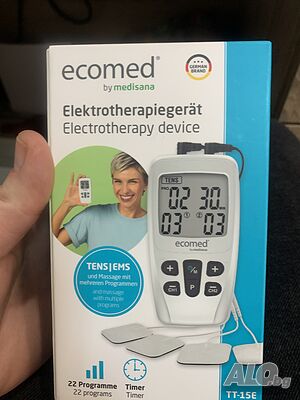 ecomed®
by medisana
GERMAN
BRAND
Elektrotherapiegerät
Electrotherapy device
TENS
02 30
03 03
ecomed®
by medisana
+ +
P
CH1 CH2
TENS|EMS
und Massage mit
mehreren Programmen
and massage
with multiple
programs
22 Programme
22 programs
Timer
Timer
TT-15E
ALO.bg